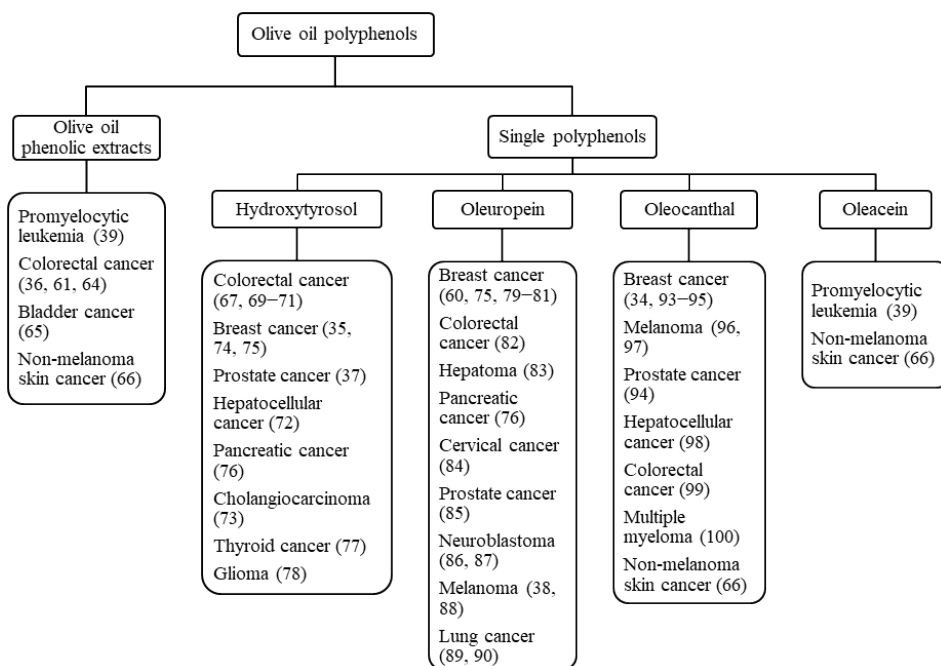 Olive oil polyphenols
Olive oil
phenolic extracts
Single polyphenols
Promyelocytic
leukemia (39)
Colorectal cancer
(36, 61, 64)
Bladder cancer
(65)
Non-melanoma
skin cancer (66)
Hydroxytyrosol
Colorectal cancer
(67, 69−71)
Breast cancer (35,
74, 75)
Prostate cancer (37)
Hepatocellular
cancer (72)
Pancreatic cancer
(76)
Cholangiocarcinoma
(73)
Thyroid cancer (77)
Glioma (78)
Oleuropein
Breast cancer
(60, 75, 79−81)
Colorectal
cancer (82)
Hepatoma (83)
Pancreatic
cancer (76)
Cervical cancer
(84)
Prostate cancer
(85)
Neuroblastoma
(86, 87)
Melanoma (38,
88)
Lung cancer
(89, 90)
Oleocanthal
Breast cancer
(34, 93−95)
Melanoma (96,
97)
Prostate cancer
(94)
Hepatocellular
cancer (98)
Colorectal
cancer (99)
Multiple
myeloma (100)
Non-melanoma
skin cancer (66)
Oleacein
Promyelocytic
leukemia (39)
Non-melanoma
skin cancer (66)